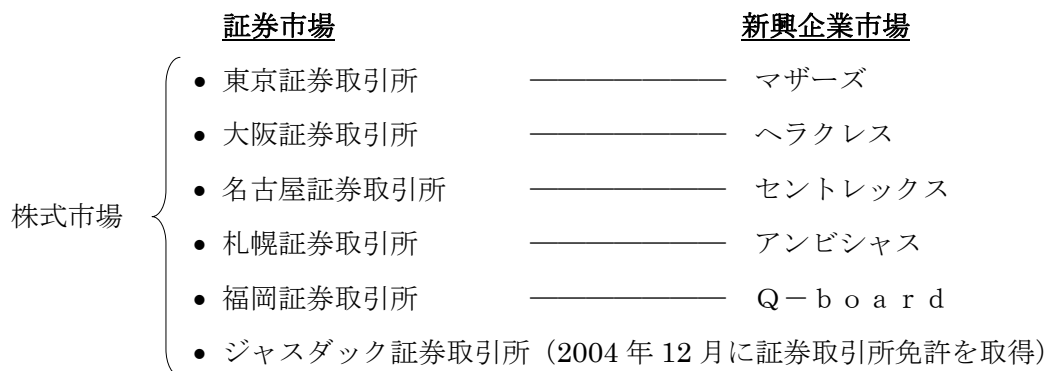 証券市場 新興企業市場
• 東京証券取引所 ――――――― マザーズ
• 大阪証券取引所 ――――――― ヘラクレス
• 名古屋証券取引所 ――――――― セントレックス
株式市場
• 札幌証券取引所 ――――――― アンビシャス
• 福岡証券取引所 ――――――― Q－ｂｏａｒｄ
• ジャスダック証券取引所（2004 年 12 月に証券取引所免許を取得）